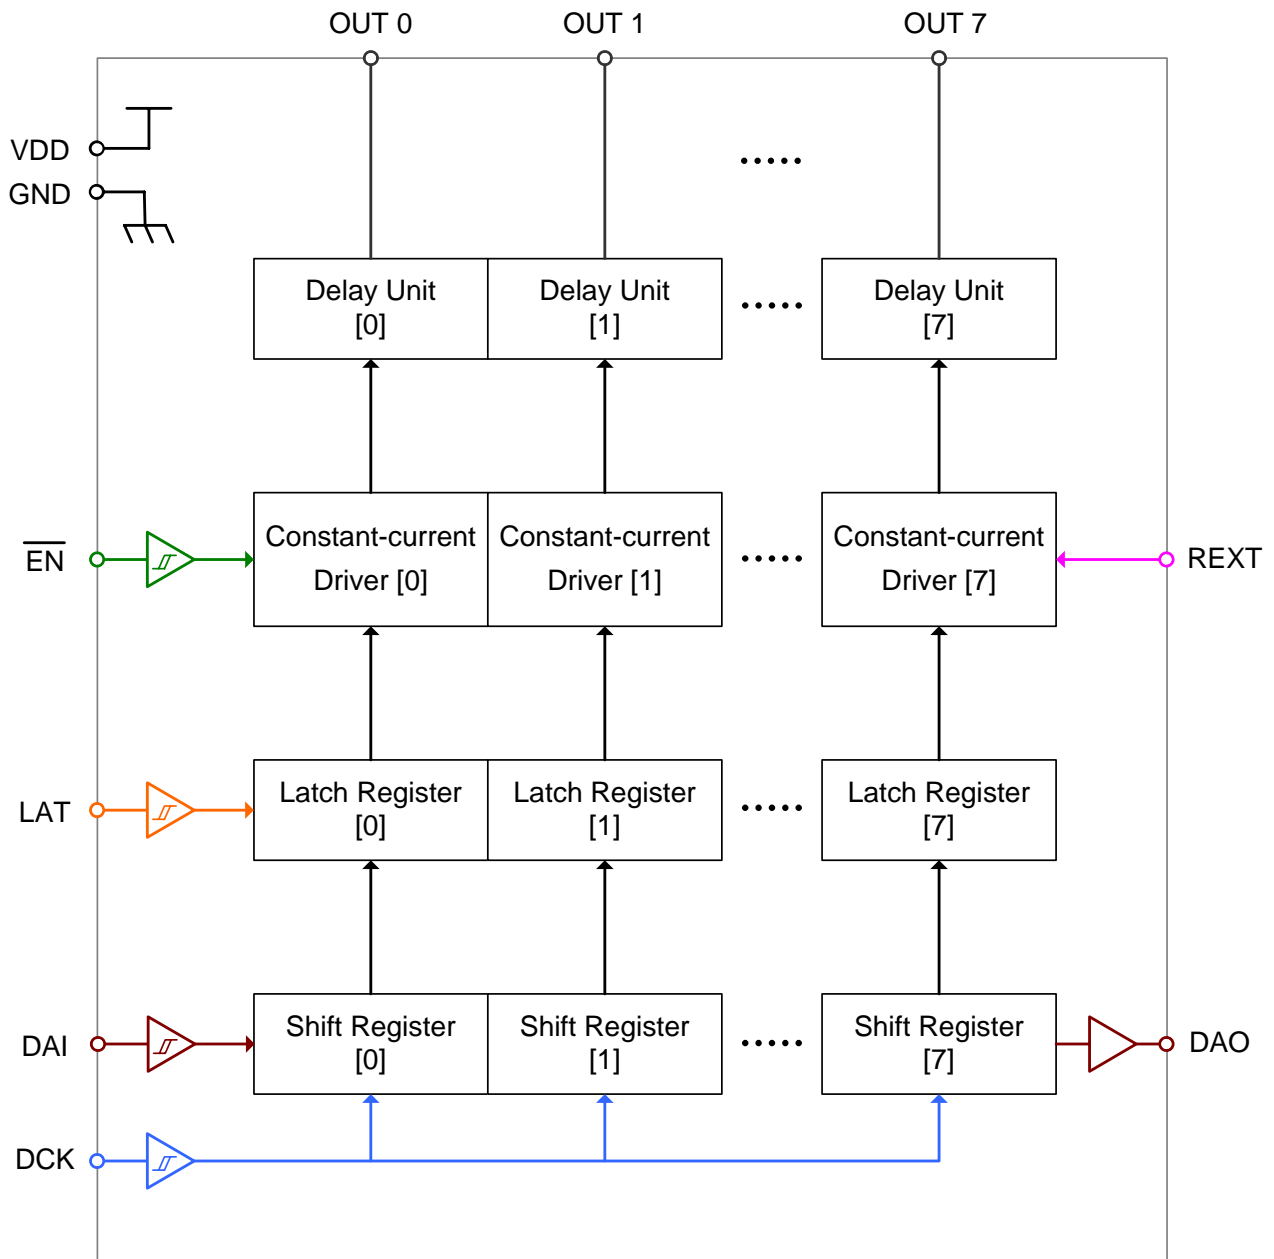 OUT 0 OUT 1 OUT 7
VDD
GND
Delay Unit [0]
Delay Unit [1]
Delay Unit [7]
EN
Constant-current Driver [0]
Constant-current Driver [1]
Constant-current Driver [7]
REXT
LAT
Latch Register [0]
Latch Register [1]
Latch Register [7]
DAI
Shift Register [0]
Shift Register [1]
Shift Register [7]
DAO
DCK